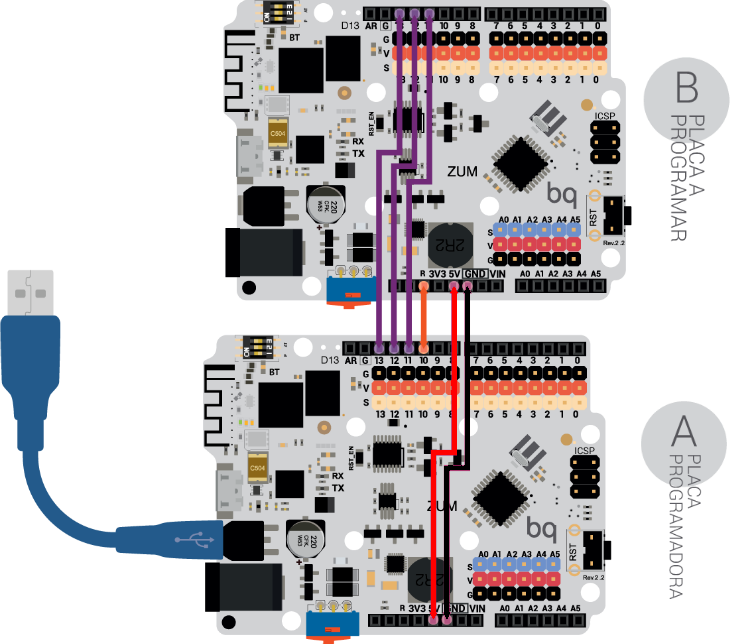 BT
D13 AR G 13 12 11 10 9 8 7 6 5 4 3 2 1 0
G
V
S
13 12 11 10 9 8 7 6 5 4 3 2 1 0
ICSP
RST_EN
RX
TX
C604
ZUM
bq
220
CFK
W63
2R2
RST
Rev.2.2
A0 A1 A2 A3 A4 A5
S
V
G
R 3V3 5V GND VIN A0 A1 A2 A3 A4 A5
B
PLACA A
PROGRAMAR
BT
D13 AR G 13 12 11 10 9 8 7 6 5 4 3 2 1 0
G
V
S
13 12 11 10 9 8 7 6 5 4 3 2 1 0
ICSP
RST_EN
RX
TX
C604
ZUM
bq
220
CFK
W63
2R2
RST
Rev.2.2
A0 A1 A2 A3 A4 A5
S
V
G
R 3V3 5V GND VIN A0 A1 A2 A3 A4 A5
A
PLACA
PROGRAMADORA